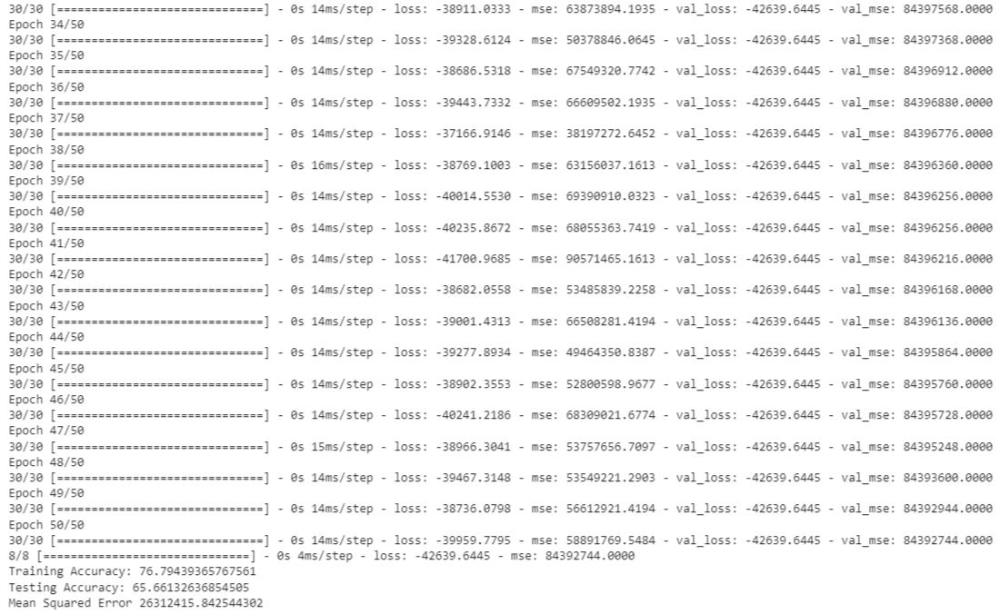 30/30 [==============================] - 0s 14ms/step - loss: -38911.0333 - mse: 63873894.1935 - val_loss: -42639.6445 - val_mse: 84397568.0000
Epoch 34/50
30/30 [==============================] - 0s 14ms/step - loss: -39328.6124 - mse: 50378846.0645 - val_loss: -42639.6445 - val_mse: 84397368.0000
Epoch 35/50
30/30 [==============================] - 0s 14ms/step - loss: -38686.5318 - mse: 67549320.7742 - val_loss: -42639.6445 - val_mse: 84396912.0000
Epoch 36/50
30/30 [==============================] - 0s 14ms/step - loss: -39443.7332 - mse: 66609502.1935 - val_loss: -42639.6445 - val_mse: 84396880.0000
Epoch 37/50
30/30 [==============================] - 0s 14ms/step - loss: -37166.9146 - mse: 38197272.6452 - val_loss: -42639.6445 - val_mse: 84396776.0000
Epoch 38/50
30/30 [==============================] - 0s 16ms/step - loss: -38769.1003 - mse: 63156037.1613 - val_loss: -42639.6445 - val_mse: 84396360.0000
Epoch 39/50
30/30 [==============================] - 0s 14ms/step - loss: -40014.5530 - mse: 69390910.0323 - val_loss: -42639.6445 - val_mse: 84396256.0000
Epoch 40/50
30/30 [==============================] - 0s 14ms/step - loss: -40235.8672 - mse: 68055363.7419 - val_loss: -42639.6445 - val_mse: 84396256.0000
Epoch 41/50
30/30 [==============================] - 0s 14ms/step - loss: -41700.9685 - mse: 90571465.1613 - val_loss: -42639.6445 - val_mse: 84396216.0000
Epoch 42/50
30/30 [==============================] - 0s 14ms/step - loss: -38682.0558 - mse: 53485839.2258 - val_loss: -42639.6445 - val_mse: 84396168.0000
Epoch 43/50
30/30 [==============================] - 0s 14ms/step - loss: -39001.4313 - mse: 66508281.4194 - val_loss: -42639.6445 - val_mse: 84396136.0000
Epoch 44/50
30/30 [==============================] - 0s 14ms/step - loss: -39277.8934 - mse: 49464350.8387 - val_loss: -42639.6445 - val_mse: 84395864.0000
Epoch 45/50
30/30 [==============================] - 0s 14ms/step - loss: -38902.3553 - mse: 52800598.9677 - val_loss: -42639.6445 - val_mse: 84395760.0000
Epoch 46/50
30/30 [==============================] - 0s 14ms/step - loss: -40241.2186 - mse: 68309021.6774 - val_loss: -42639.6445 - val_mse: 84395728.0000
Epoch 47/50
30/30 [==============================] - 0s 15ms/step - loss: -38966.3041 - mse: 53757656.7097 - val_loss: -42639.6445 - val_mse: 84395248.0000
Epoch 48/50
30/30 [==============================] - 0s 14ms/step - loss: -39467.3148 - mse: 53549221.2903 - val_loss: -42639.6445 - val_mse: 84393600.0000
Epoch 49/50
30/30 [==============================] - 0s 14ms/step - loss: -38736.0798 - mse: 56612921.4194 - val_loss: -42639.6445 - val_mse: 84392944.0000
Epoch 50/50
30/30 [==============================] - 0s 14ms/step - loss: -39959.7795 - mse: 58891769.5484 - val_loss: -42639.6445 - val_mse: 84392744.0000
8/8 [==============================] - 0s 4ms/step - loss: -42639.6445 - mse: 84392744.0000
Training Accuracy: 76.79439365767561
Testing Accuracy: 65.66132636854505
Mean Squared Error 26312415.842544302